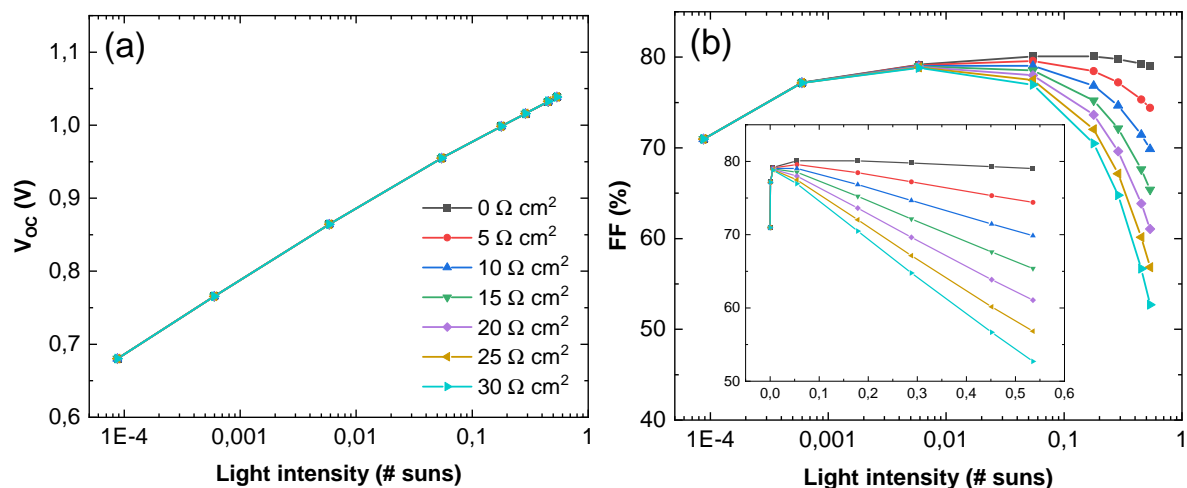 (a)
1,1
1,0
0,9
0,8
0,7
0,6
V_OC (V)
0 Ω cm²
5 Ω cm²
10 Ω cm²
15 Ω cm²
20 Ω cm²
25 Ω cm²
30 Ω cm²
1E-4 0,001 0,01 0,1 1
Light intensity (# suns)
(b)
80
70
60
50
40
FF (%)
80
70
60
50
0,0 0,1 0,2 0,3 0,4 0,5 0,6
1E-4 0,001 0,01 0,1 1
Light intensity (# suns)